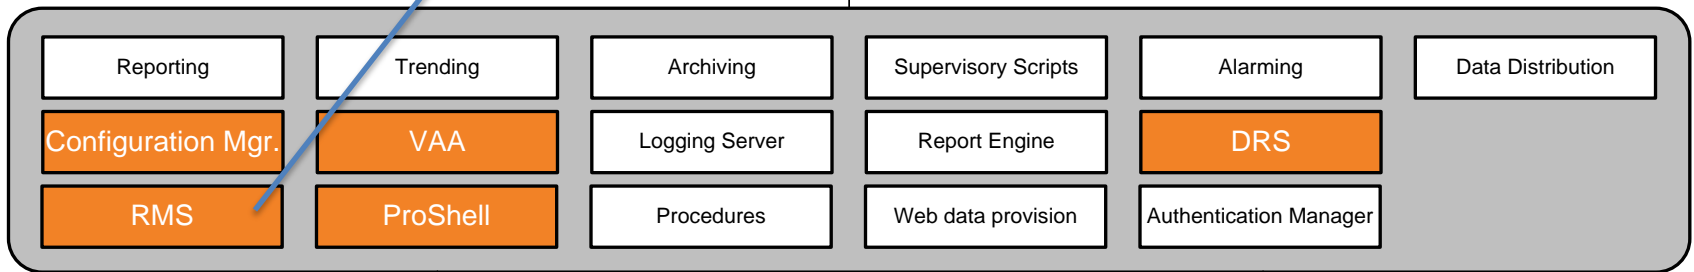 Reporting
Trending
Archiving
Supervisory Scripts
Alarming
Data Distribution
Configuration Mgr.
VAA
Logging Server
Report Engine
DRS
RMS
ProShell
Procedures
Web data provision
Authentication Manager